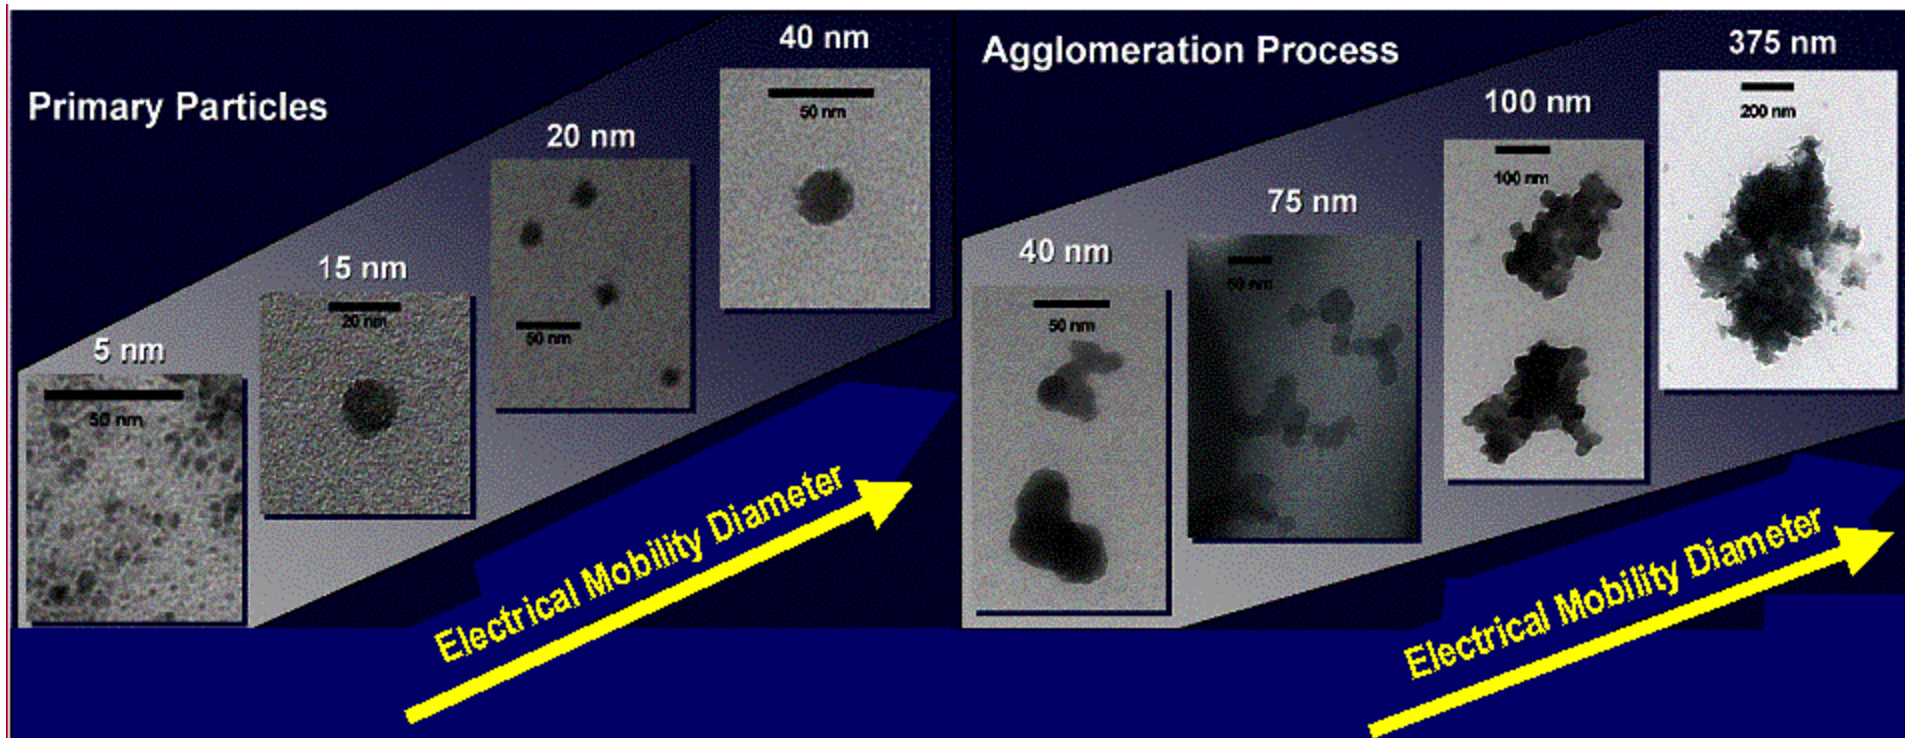 Primary Particles
5 nm
50 nm
15 nm
20 nm
20 nm
50 nm
40 nm
50 nm
Electrical Mobility Diameter
Agglomeration Process
40 nm
50 nm
75 nm
50 nm
100 nm
100 nm
375 nm
200 nm
Electrical Mobility Diameter